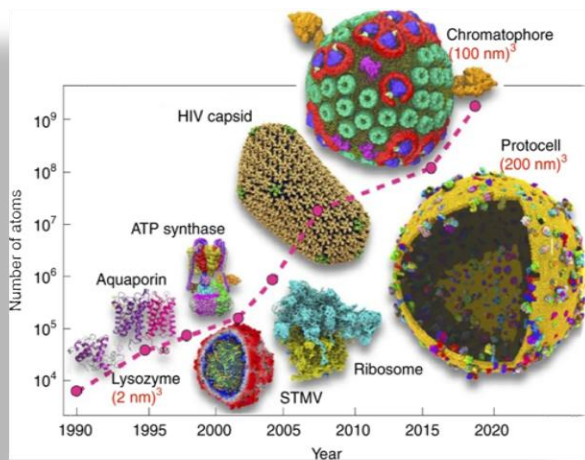 Chromatophore
(100 nm)³
HIV capsid
Protocell
(200 nm)³
ATP synthase
Aquaporin
Lysozyme
(2 nm)³
Ribosome
STMV
Number of atoms
10⁹
10⁸
10⁷
10⁶
10⁵
10⁴
1990
1995
2000
2005
2010
2015
2020
Year